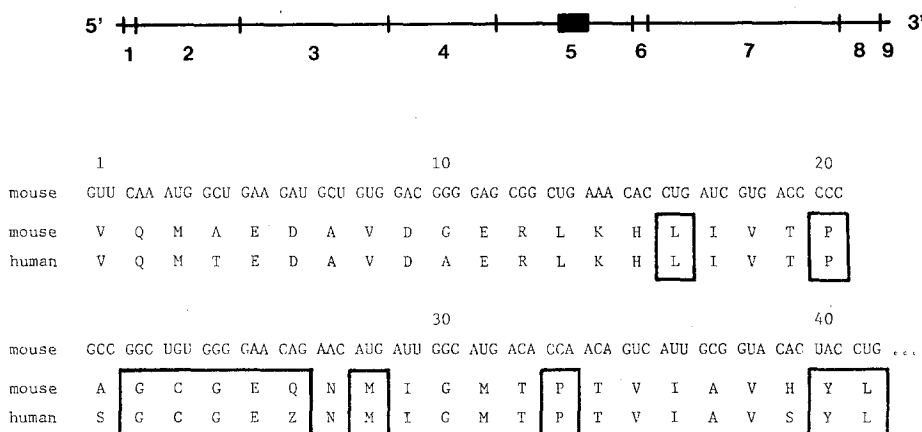 5' 3'
1 2 3 4 5 6 7 8 9
1 10 20
mouse GUU CAA AUG GCU GAA GAU GCU GUG GAC GGG GAG CGG CUG AAA CAC CUG AUC GUG ACC CCC
mouse V Q M A E D A V D G E R L K H L I V T P
human V Q M T E D A V D A E R L K H L I V T P
30 40
mouse GCC GGC UGU GGG GAA CAG AAC AUG AUU GGC AUG ACA CCA ACA GUC AUU GCG GUA CAC UAC CUG ...
mouse A G C G E Q N M I G M T P T V I A V H Y L
human S G C G E Z N M I G M T P T V I A V S Y L